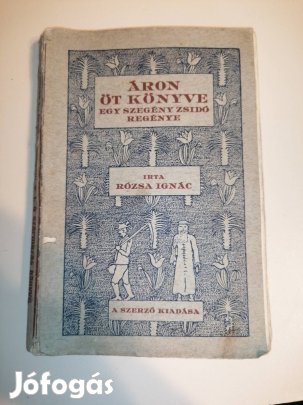 ÁRON
ÖT KÖNYVE
EGY SZEGÉNY ZSIDÓ
REGÉNYE
IRTA
RÓZSA IGNÁC
A SZERZŐ KIADÁSA
Jófogás